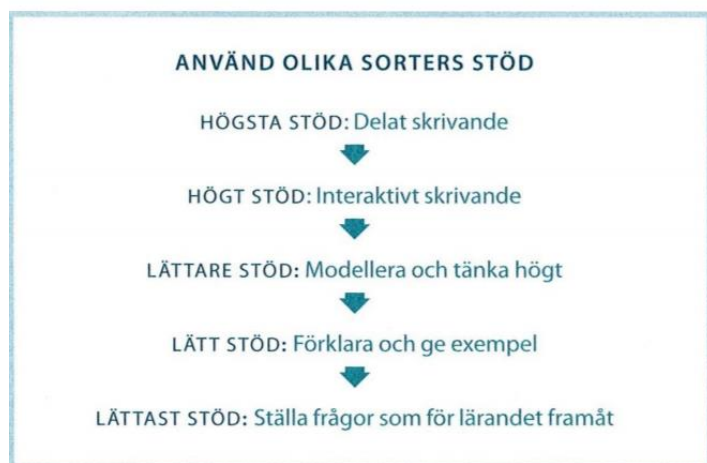 ANVÄND OLIKA SORTERS STÖD
HÖGSTA STÖD: Delat skrivande
HÖGT STÖD: Interaktivt skrivande
LÄTTARE STÖD: Modellera och tänka högt
LÄTT STÖD: Förklara och ge exempel
LÄTTAST STÖD: Ställa frågor som för lärandet framåt